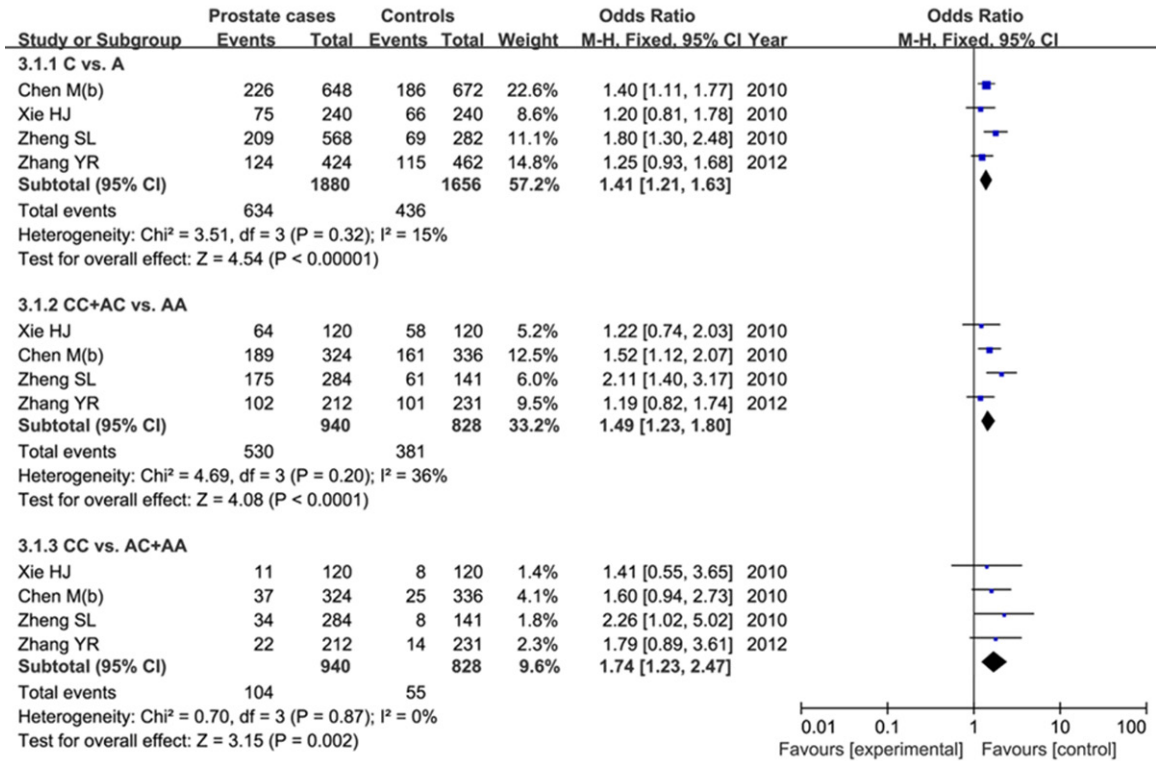 Prostate cases Controls Odds Ratio Odds Ratio
Study or Subgroup Events Total Events Total Weight M-H, Fixed, 95% CI Year M-H, Fixed, 95% CI
3.1.1 C vs. A
Chen M(b) 226 648 186 672 22.6% 1.40 [1.11, 1.77] 2010
Xie HJ 75 240 66 240 8.6% 1.20 [0.81, 1.78] 2010
Zheng SL 209 568 69 282 11.1% 1.80 [1.30, 2.48] 2010
Zhang YR 124 424 115 462 14.8% 1.25 [0.93, 1.68] 2012
Subtotal (95% CI) 1880 1656 57.2% 1.41 [1.21, 1.63]
Total events 634 436
Heterogeneity: Chi² = 3.51, df = 3 (P = 0.32); I² = 15%
Test for overall effect: Z = 4.54 (P < 0.00001)
3.1.2 CC+AC vs. AA
Xie HJ 64 120 58 120 5.2% 1.22 [0.74, 2.03] 2010
Chen M(b) 189 324 161 336 12.5% 1.52 [1.12, 2.07] 2010
Zheng SL 175 284 61 141 6.0% 2.11 [1.40, 3.17] 2010
Zhang YR 102 212 101 231 9.5% 1.19 [0.82, 1.74] 2012
Subtotal (95% CI) 940 828 33.2% 1.49 [1.23, 1.80]
Total events 530 381
Heterogeneity: Chi² = 4.69, df = 3 (P = 0.20); I² = 36%
Test for overall effect: Z = 4.08 (P < 0.0001)
3.1.3 CC vs. AC+AA
Xie HJ 11 120 8 120 1.4% 1.41 [0.55, 3.65] 2010
Chen M(b) 37 324 25 336 4.1% 1.60 [0.94, 2.73] 2010
Zheng SL 34 284 8 141 1.8% 2.26 [1.02, 5.02] 2010
Zhang YR 22 212 14 231 2.3% 1.79 [0.89, 3.61] 2012
Subtotal (95% CI) 940 828 9.6% 1.74 [1.23, 2.47]
Total events 104 55
Heterogeneity: Chi² = 0.70, df = 3 (P = 0.87); I² = 0%
Test for overall effect: Z = 3.15 (P = 0.002)
0.01 0.1 1 10 100
Favours [experimental] Favours [control]